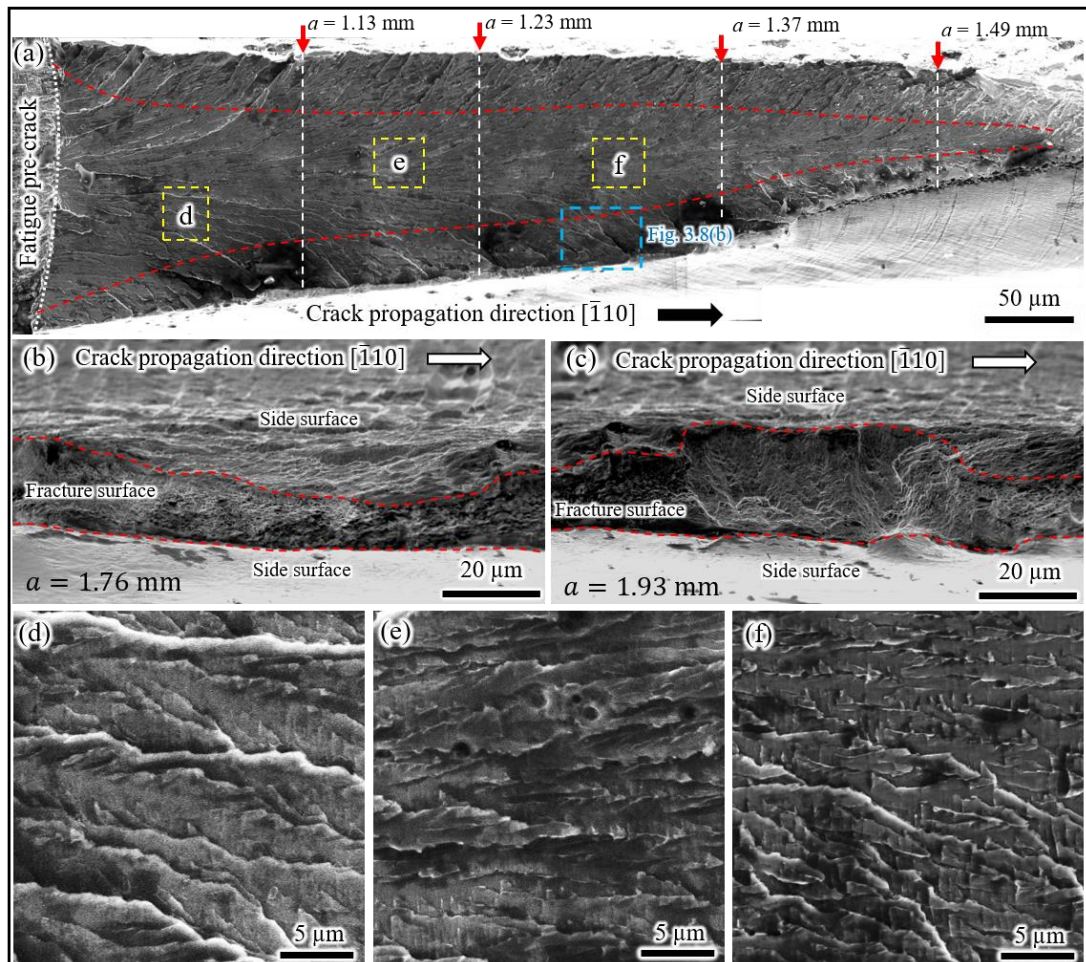 a = 1.13 mm
a = 1.23 mm
a = 1.37 mm
a = 1.49 mm
(a)
Fatigue pre-crack
d
e
f
Fig. 3.8(b)
Crack propagation direction [1̄10]
50 µm
(b)
Crack propagation direction [1̄10]
Side surface
Fracture surface
Side surface
a = 1.76 mm
20 µm
(c)
Crack propagation direction [1̄10]
Side surface
Fracture surface
Side surface
a = 1.93 mm
20 µm
(d)
5 µm
(e)
5 µm
(f)
5 µm